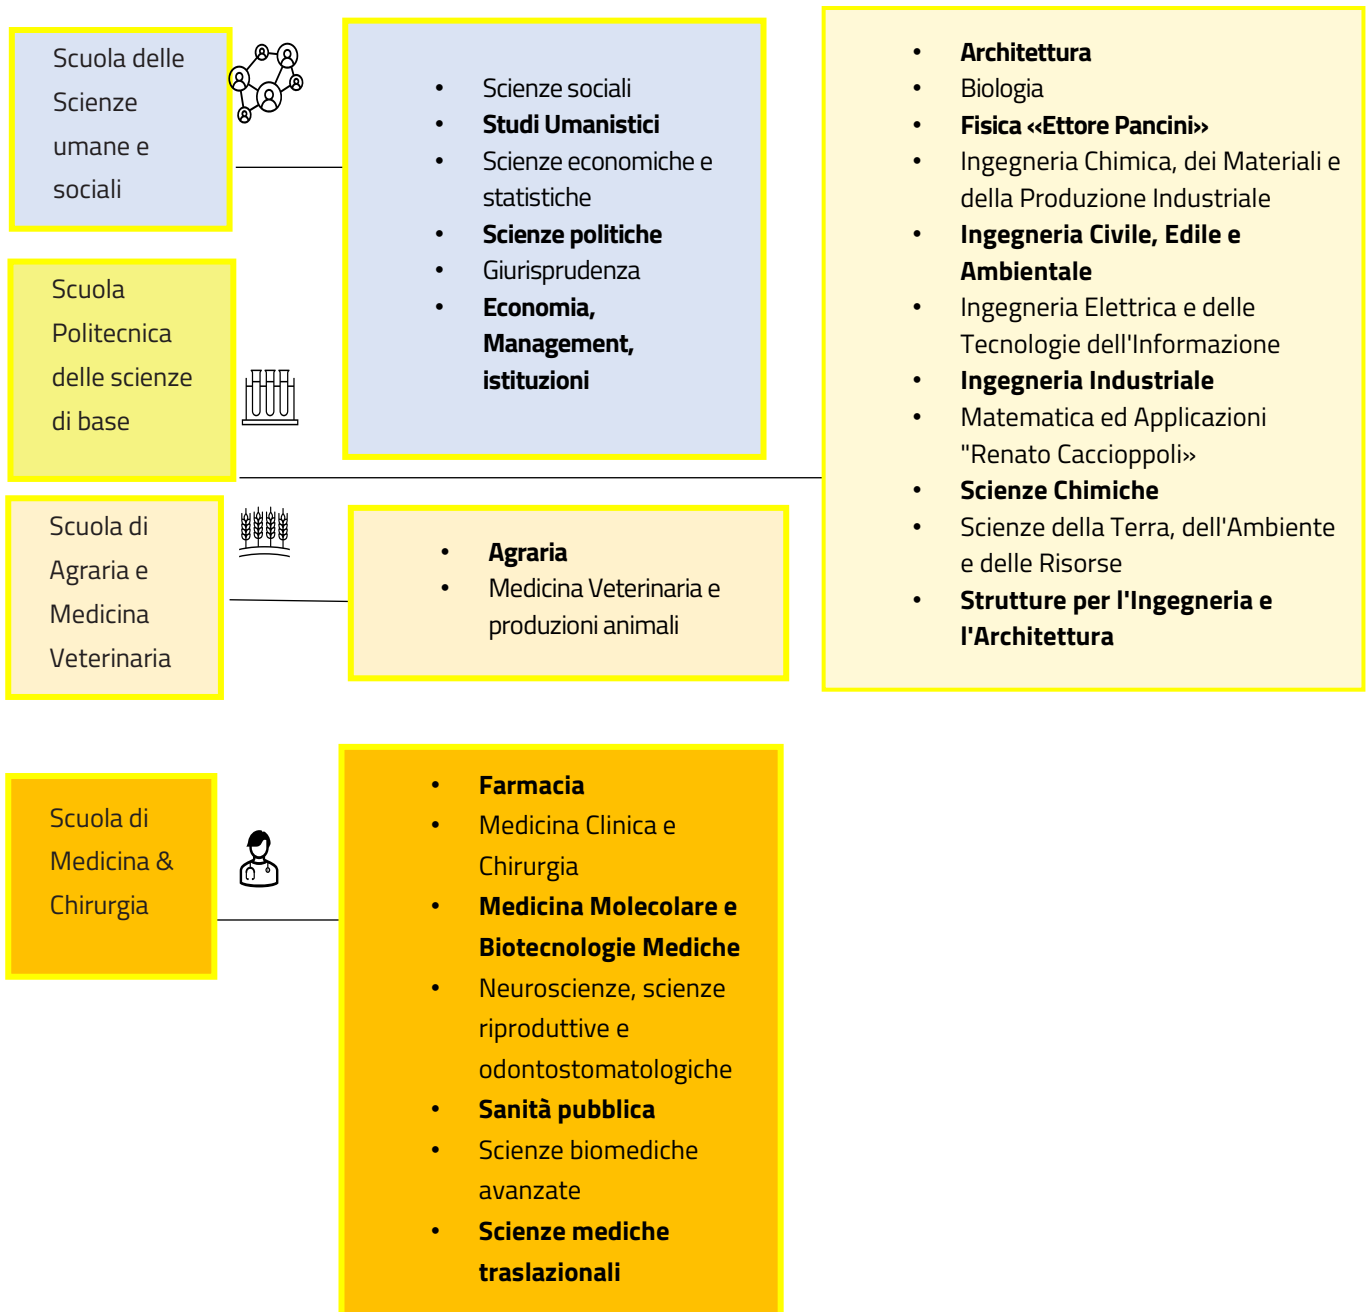 Scuola delle
Scienze
umane e
sociali
• Scienze sociali
• Studi Umanistici
• Scienze economiche e
statistiche
• Scienze politiche
• Giurisprudenza
• Economia,
Management,
istituzioni
Scuola
Politecnica
delle scienze
di base
• Architettura
• Biologia
• Fisica «Ettore Pancini»
• Ingegneria Chimica, dei Materiali e
della Produzione Industriale
• Ingegneria Civile, Edile e
Ambientale
• Ingegneria Elettrica e delle
Tecnologie dell'Informazione
• Ingegneria Industriale
• Matematica ed Applicazioni
"Renato Caccioppoli»
• Scienze Chimiche
• Scienze della Terra, dell'Ambiente
e delle Risorse
• Strutture per l'Ingegneria e
l'Architettura
Scuola di
Agraria e
Medicina
Veterinaria
• Agraria
• Medicina Veterinaria e
produzioni animali
Scuola di
Medicina &
Chirurgia
• Farmacia
• Medicina Clinica e
Chirurgia
• Medicina Molecolare e
Biotecnologie Mediche
• Neuroscienze, scienze
riproduttive e
odontostomatologiche
• Sanità pubblica
• Scienze biomediche
avanzate
• Scienze mediche
traslazionali